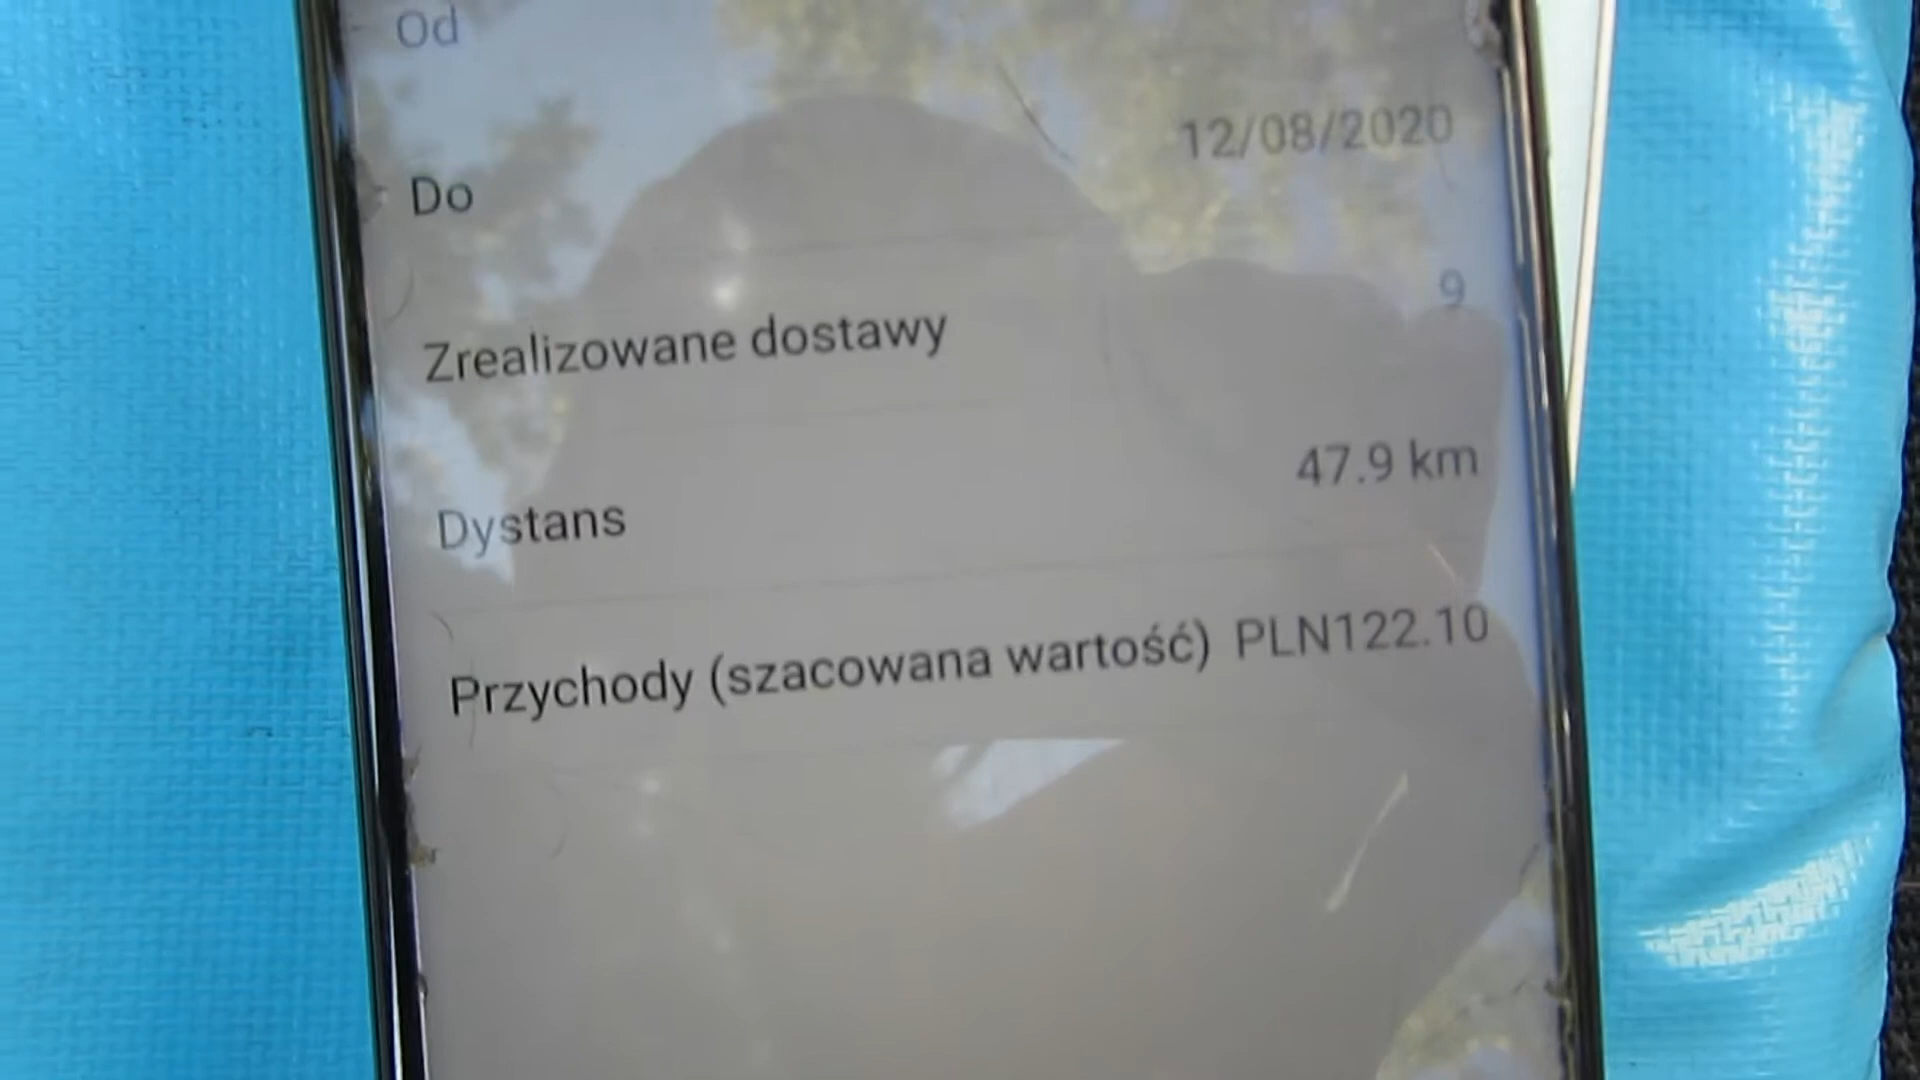 Od
Do 12/08/2020
Zrealizowane dostawy 9
Dystans 47.9 km
Przychody (szacowana wartość) PLN122.10